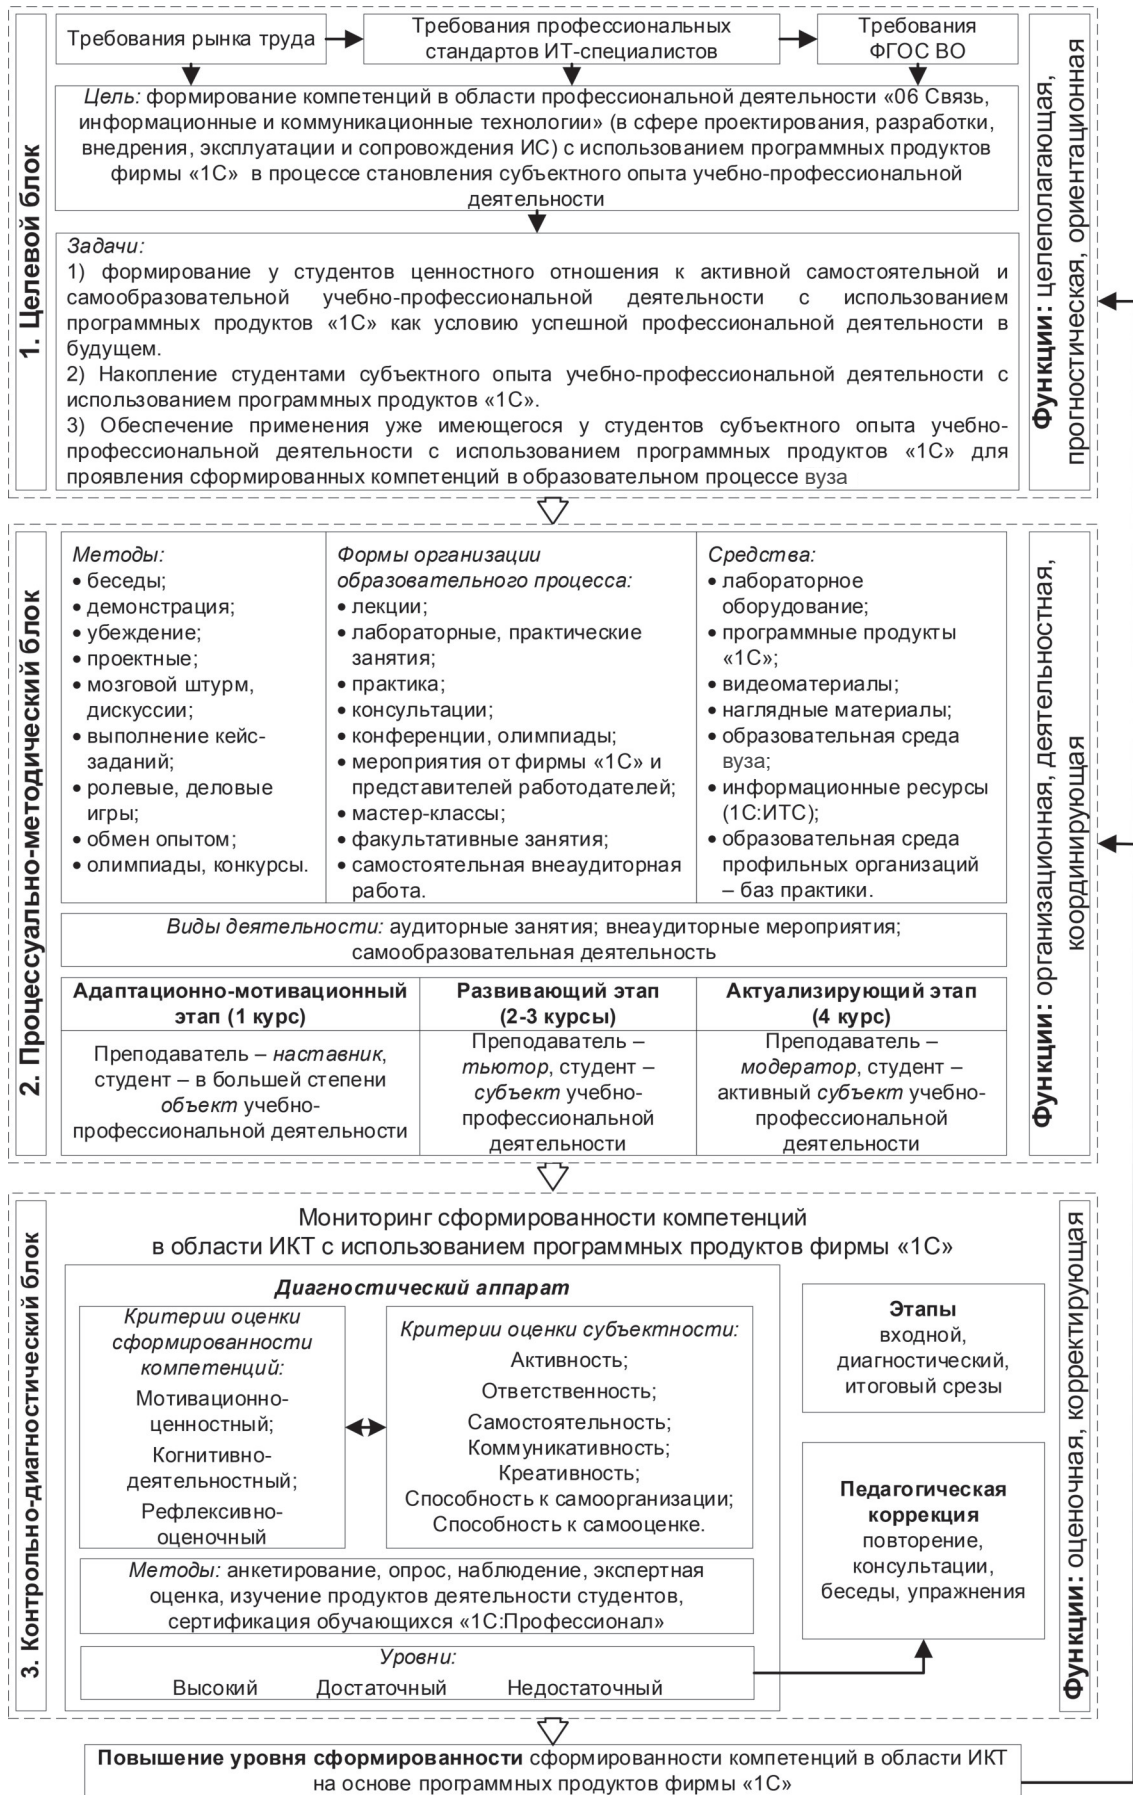 Требования рынка труда
Требования профессиональных
стандартов ИТ-специалистов
Требования
ФГОС ВО
Цель: формирование компетенций в области профессиональной деятельности «06 Связь,
информационные и коммуникационные технологии» (в сфере проектирования, разработки,
внедрения, эксплуатации и сопровождения ИС) с использованием программных продуктов
фирмы «1С» в процессе становления субъектного опыта учебно-профессиональной
деятельности
Задачи:
1) формирование у студентов ценностного отношения к активной самостоятельной и
самообразовательной учебно-профессиональной деятельности с использованием
программных продуктов «1С» как условию успешной профессиональной деятельности в
будущем.
2) Накопление студентами субъектного опыта учебно-профессиональной деятельности с
использованием программных продуктов «1С».
3) Обеспечение применения уже имеющегося у студентов субъектного опыта учебно-
профессиональной деятельности с использованием программных продуктов «1С» для
проявления сформированных компетенций в образовательном процессе вуза
1. Целевой блок
Функции: целеполагающая,
прогностическая, ориентационная
2. Процессуально-методический блок
Методы:
• беседы;
• демонстрация;
• убеждение;
• проектные;
• мозговой штурм,
дискуссии;
• выполнение кейс-
заданий;
• ролевые, деловые
игры;
• обмен опытом;
• олимпиады, конкурсы.
Формы организации
образовательного процесса:
• лекции;
• лабораторные, практические
занятия;
• практика;
• консультации;
• конференции, олимпиады;
• мероприятия от фирмы «1С» и
представителей работодателей;
• мастер-классы;
• факультативные занятия;
• самостоятельная внеаудиторная
работа.
Средства:
• лабораторное
оборудование;
• программные продукты
«1С»;
• видеоматериалы;
• наглядные материалы;
• образовательная среда
вуза;
• информационные ресурсы
(1С:ИТС);
• образовательная среда
профильных организаций
– баз практики.
Виды деятельности: аудиторные занятия; внеаудиторные мероприятия;
самообразовательная деятельность
Адаптационно-мотивационный
этап (1 курс)
Преподаватель – наставник,
студент – в большей степени
объект учебно-
профессиональной деятельности
Развивающий этап
(2-3 курсы)
Преподаватель –
тьютор, студент –
субъект учебно-
профессиональной
деятельности
Актуализирующий этап
(4 курс)
Преподаватель –
модератор, студент –
активный субъект учебно-
профессиональной
деятельности
Функции: организационная, деятельностная,
координирующая
3. Контрольно-диагностический блок
Мониторинг сформированности компетенций
в области ИКТ с использованием программных продуктов фирмы «1С»
Диагностический аппарат
Критерии оценки
сформированности
компетенций:
Мотивационно-
ценностный;
Когнитивно-
деятельностный;
Рефлексивно-
оценочный
Критерии оценки субъектности:
Активность;
Ответственность;
Самостоятельность;
Коммуникативность;
Креативность;
Способность к самоорганизации;
Способность к самооценке.
Методы: анкетирование, опрос, наблюдение, экспертная
оценка, изучение продуктов деятельности студентов,
сертификация обучающихся «1С:Профессионал»
Уровни:
Высокий Достаточный Недостаточный
Этапы
входной,
диагностический,
итоговый срезы
Педагогическая
коррекция
повторение,
консультации,
беседы, упражнения
Функции: оценочная, корректирующая
Повышение уровня сформированности сформированности компетенций в области ИКТ
на основе программных продуктов фирмы «1С»